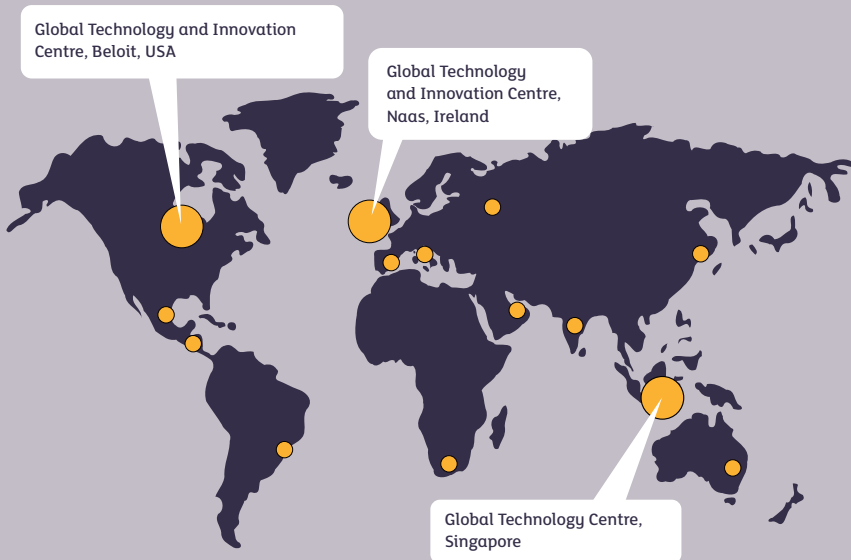 Global Technology and Innovation
Centre, Beloit, USA
Global Technology
and Innovation Centre,
Naas, Ireland
Global Technology Centre,
Singapore